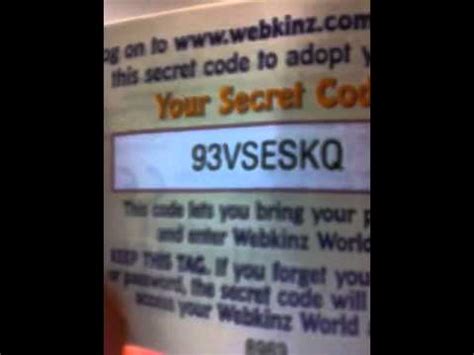 og on to www.webkinz.com
this secret code to adopt y
Your Secret Cod
93VSESKQ
This code lets you bring your p
and enter Webkinz World
KEEP THIS TAG. If you forget you
or password, the secret code will
access your Webkinz World
8963